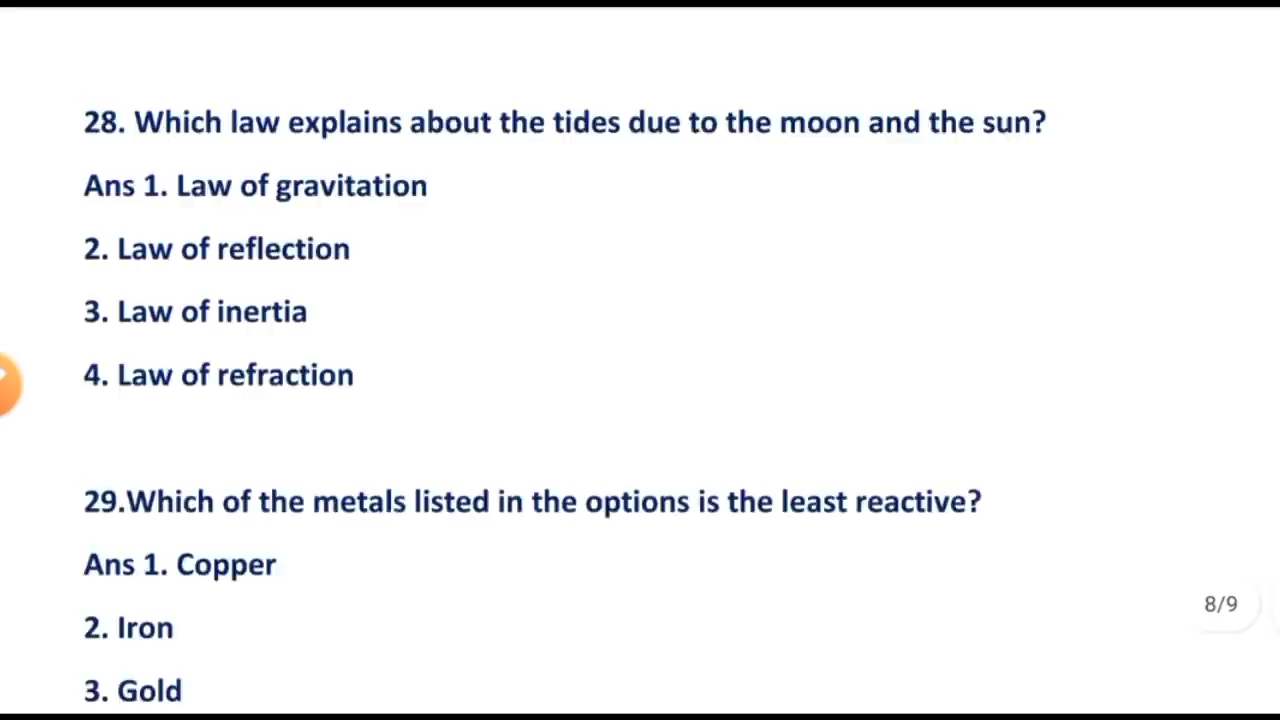 28. Which law explains about the tides due to the moon and the sun?
Ans 1. Law of gravitation
2. Law of reflection
3. Law of inertia
4. Law of refraction
29.Which of the metals listed in the options is the least reactive?
Ans 1. Copper
8/9
2. Iron
3. Gold